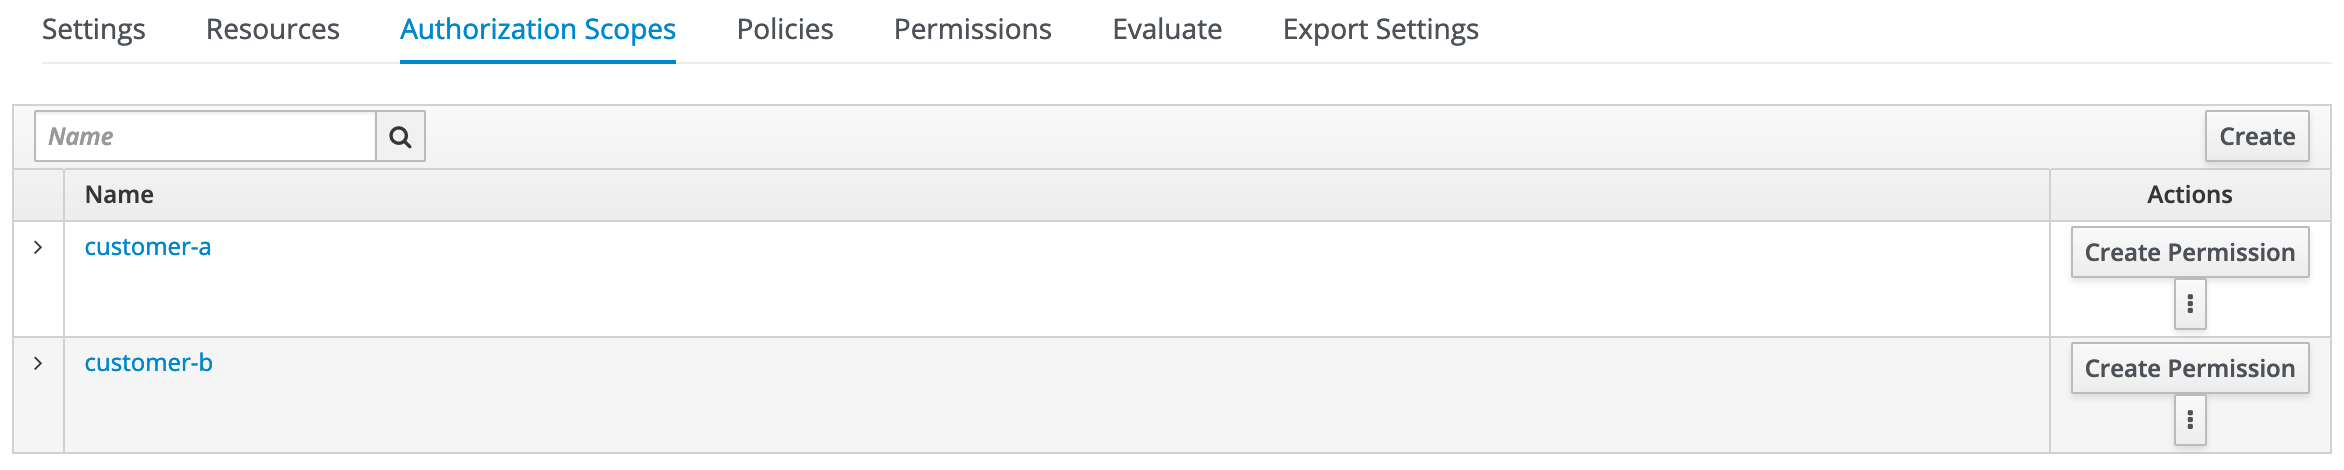 Settings Resources Authorization Scopes Policies Permissions Evaluate Export Settings
Name Create
Name Actions
customer-a Create Permission
customer-b Create Permission